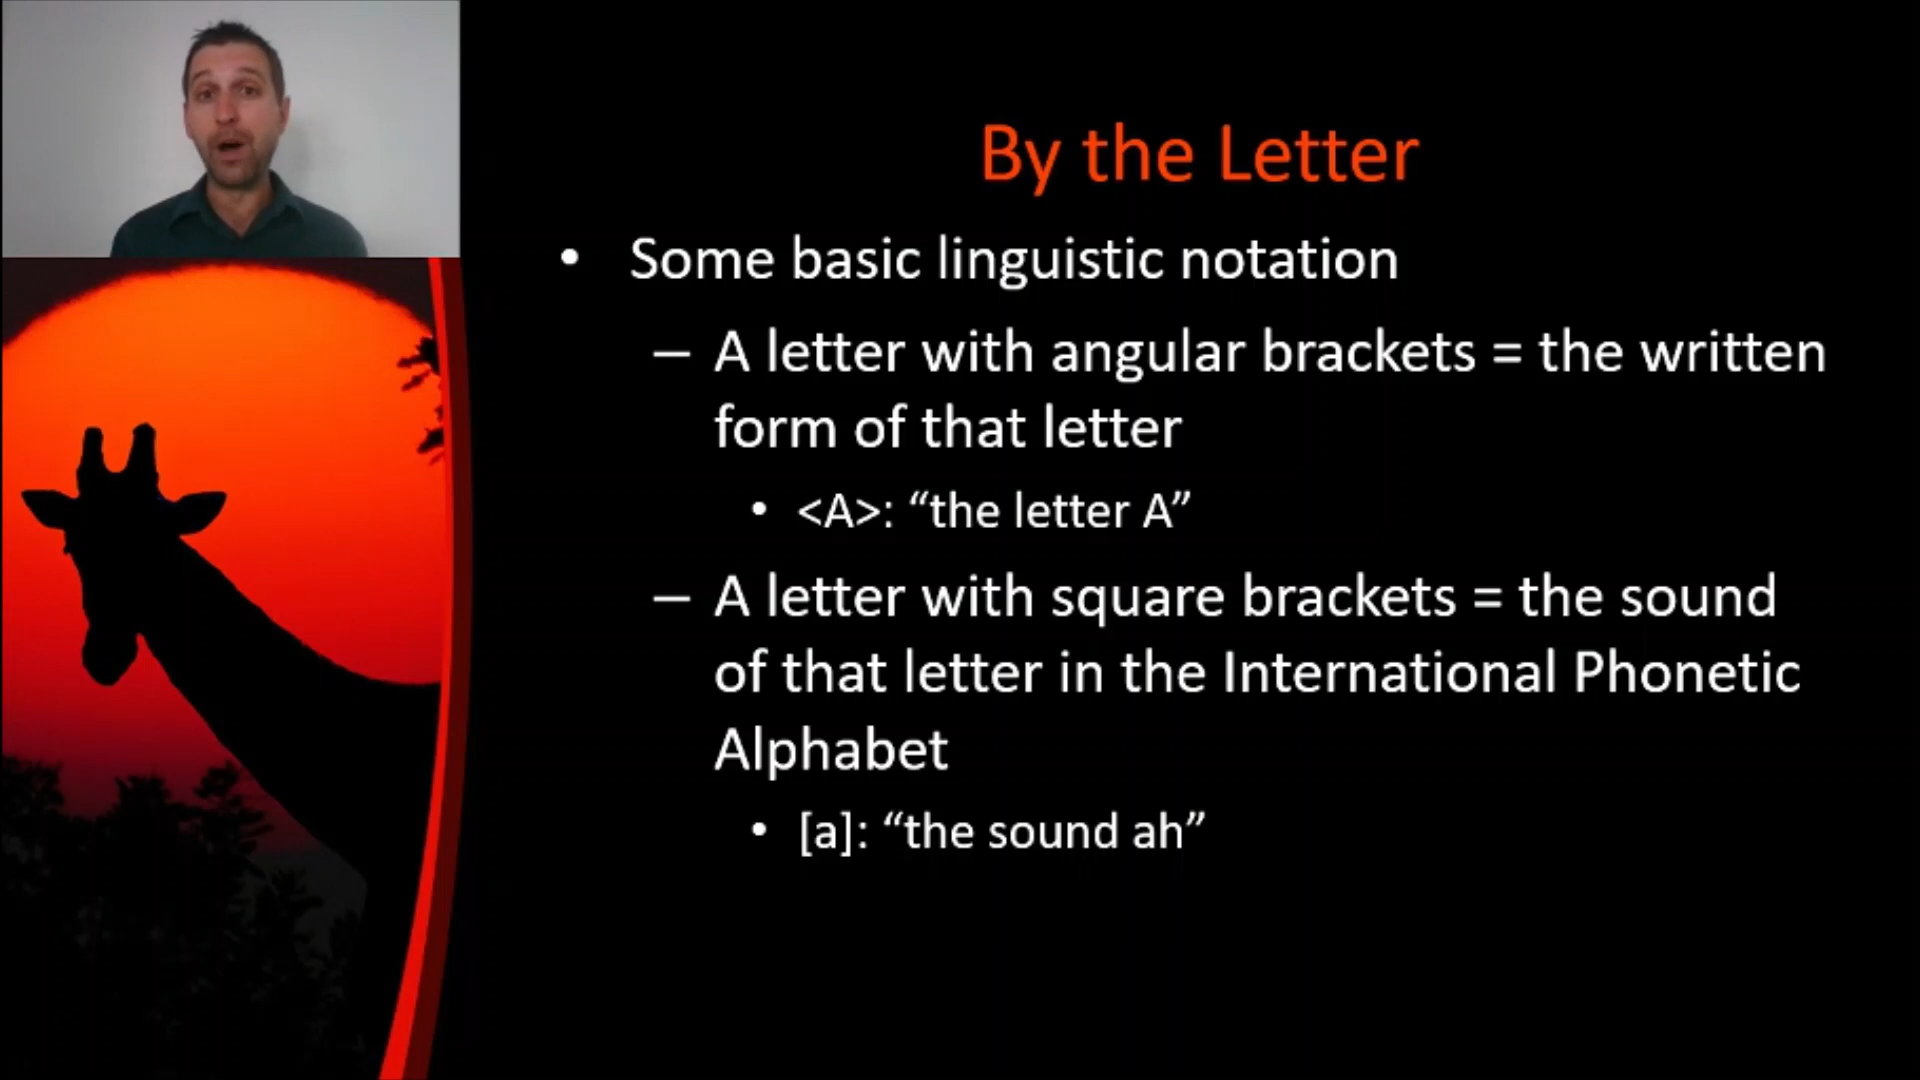 By the Letter
• Some basic linguistic notation
– A letter with angular brackets = the written
form of that letter
• <A>: “the letter A”
– A letter with square brackets = the sound
of that letter in the International Phonetic
Alphabet
• [a]: “the sound ah”